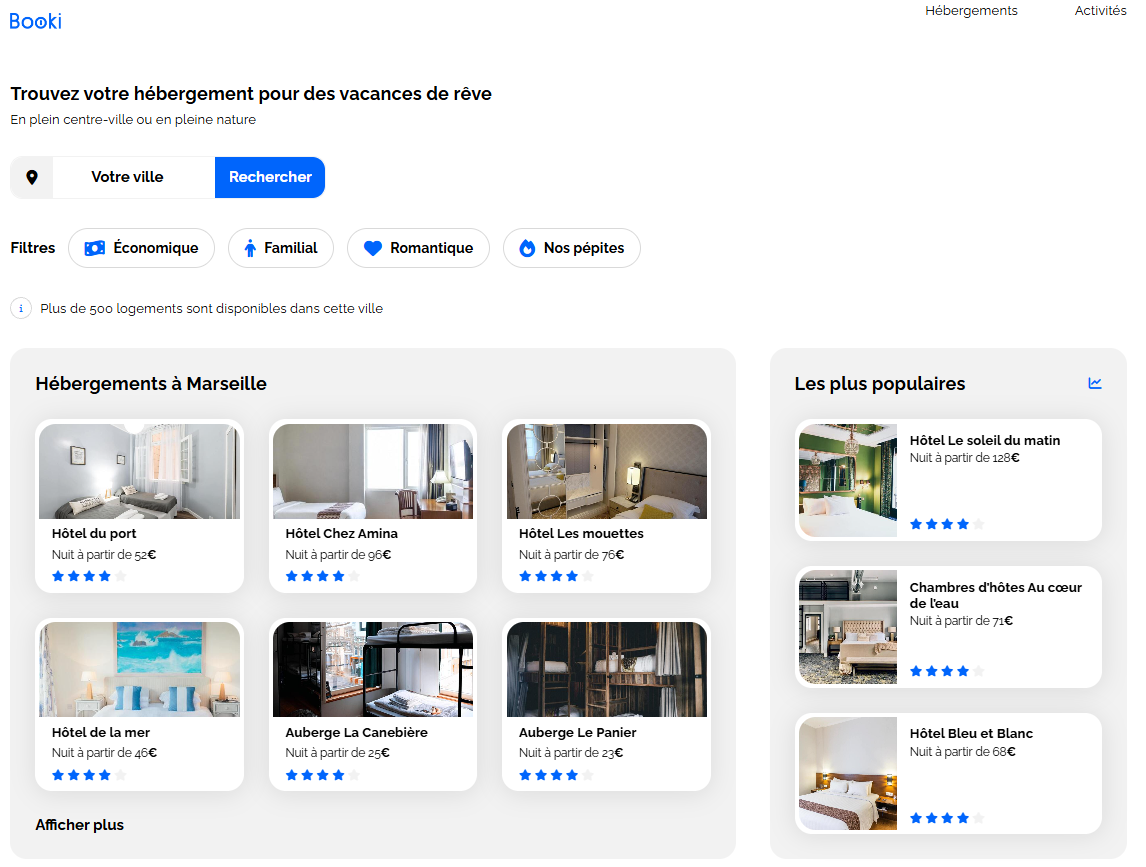 Booki
Hébergements
Activités
Trouvez votre hébergement pour des vacances de rêve
En plein centre-ville ou en pleine nature
Votre ville
Rechercher
Filtres
Économique
Familial
Romantique
Nos pépites
i
Plus de 500 logements sont disponibles dans cette ville
Hébergements à Marseille
Hôtel du port
Nuit à partir de 52€
Hôtel Chez Amina
Nuit à partir de 96€
Hôtel Les mouettes
Nuit à partir de 76€
Hôtel de la mer
Nuit à partir de 46€
Auberge La Canebière
Nuit à partir de 25€
Auberge Le Panier
Nuit à partir de 23€
Afficher plus
Les plus populaires
Hôtel Le soleil du matin
Nuit à partir de 128€
Chambres d'hôtes Au cœur
de l'eau
Nuit à partir de 71€
Hôtel Bleu et Blanc
Nuit à partir de 68€